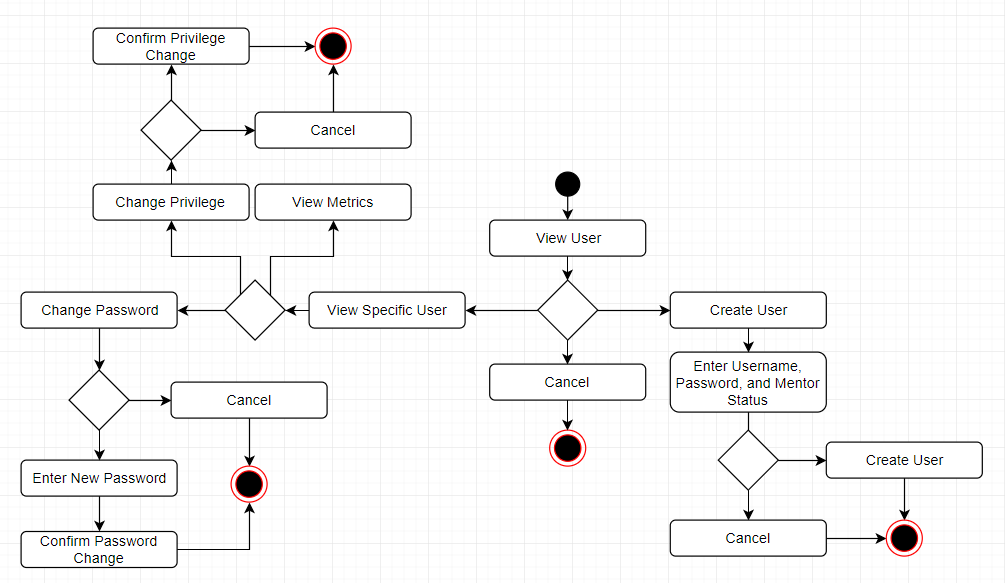 Confirm Privilege
Change
Cancel
Change Privilege
View Metrics
View User
Change Password
View Specific User
Create User
Enter Username,
Password, and Mentor
Status
Cancel
Cancel
Enter New Password
Create User
Confirm Password
Change
Cancel